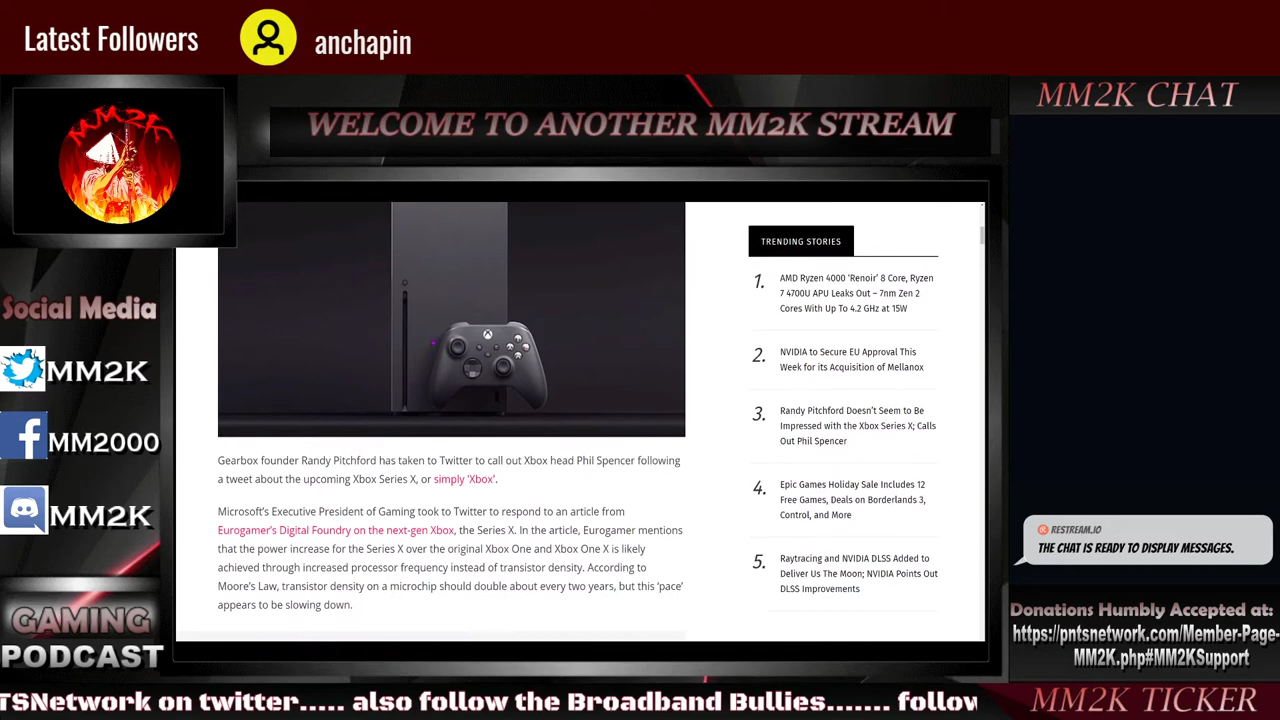 Latest Followers
anchapin
MM2K
WELCOME TO ANOTHER MM2K STREAM
MM2K CHAT
Social Media
MM2K
MM2000
MM2K
GAMING
PODCAST
Gearbox founder Randy Pitchford has taken to Twitter to call out Xbox head Phil Spencer following
a tweet about the upcoming Xbox Series X, or simply 'Xbox'.
Microsoft's Executive President of Gaming took to Twitter to respond to an article from
Eurogamer's Digital Foundry on the next-gen Xbox, the Series X. In the article, Eurogamer mentions
that the power increase for the Series X over the original Xbox One and Xbox One X is likely
achieved through increased processor frequency instead of transistor density. According to
Moore's Law, transistor density on a microchip should double about every two years, but this 'pace'
appears to be slowing down.
TRENDING STORIES
1. AMD Ryzen 4000 'Renoir' 8 Core, Ryzen
7 4700U APU Leaks Out – 7nm Zen 2
Cores With Up To 4.2 GHz at 15W
2. NVIDIA to Secure EU Approval This
Week for its Acquisition of Mellanox
3. Randy Pitchford Doesn't Seem to Be
Impressed with the Xbox Series X; Calls
Out Phil Spencer
4. Epic Games Holiday Sale Includes 12
Free Games, Deals on Borderlands 3,
Control, and More
5. Raytracing and NVIDIA DLSS Added to
Deliver Us The Moon; NVIDIA Points Out
DLSS Improvements
RESTREAM.IO
THE CHAT IS READY TO DISPLAY MESSAGES.
Donations Humbly Accepted at:
https://pntsnetwork.com/Member-Page-
MM2K.php#MM2KSupport
TSNetwork on twitter..... also follow the Broadband Bullies....... follow
MM2K TICKER